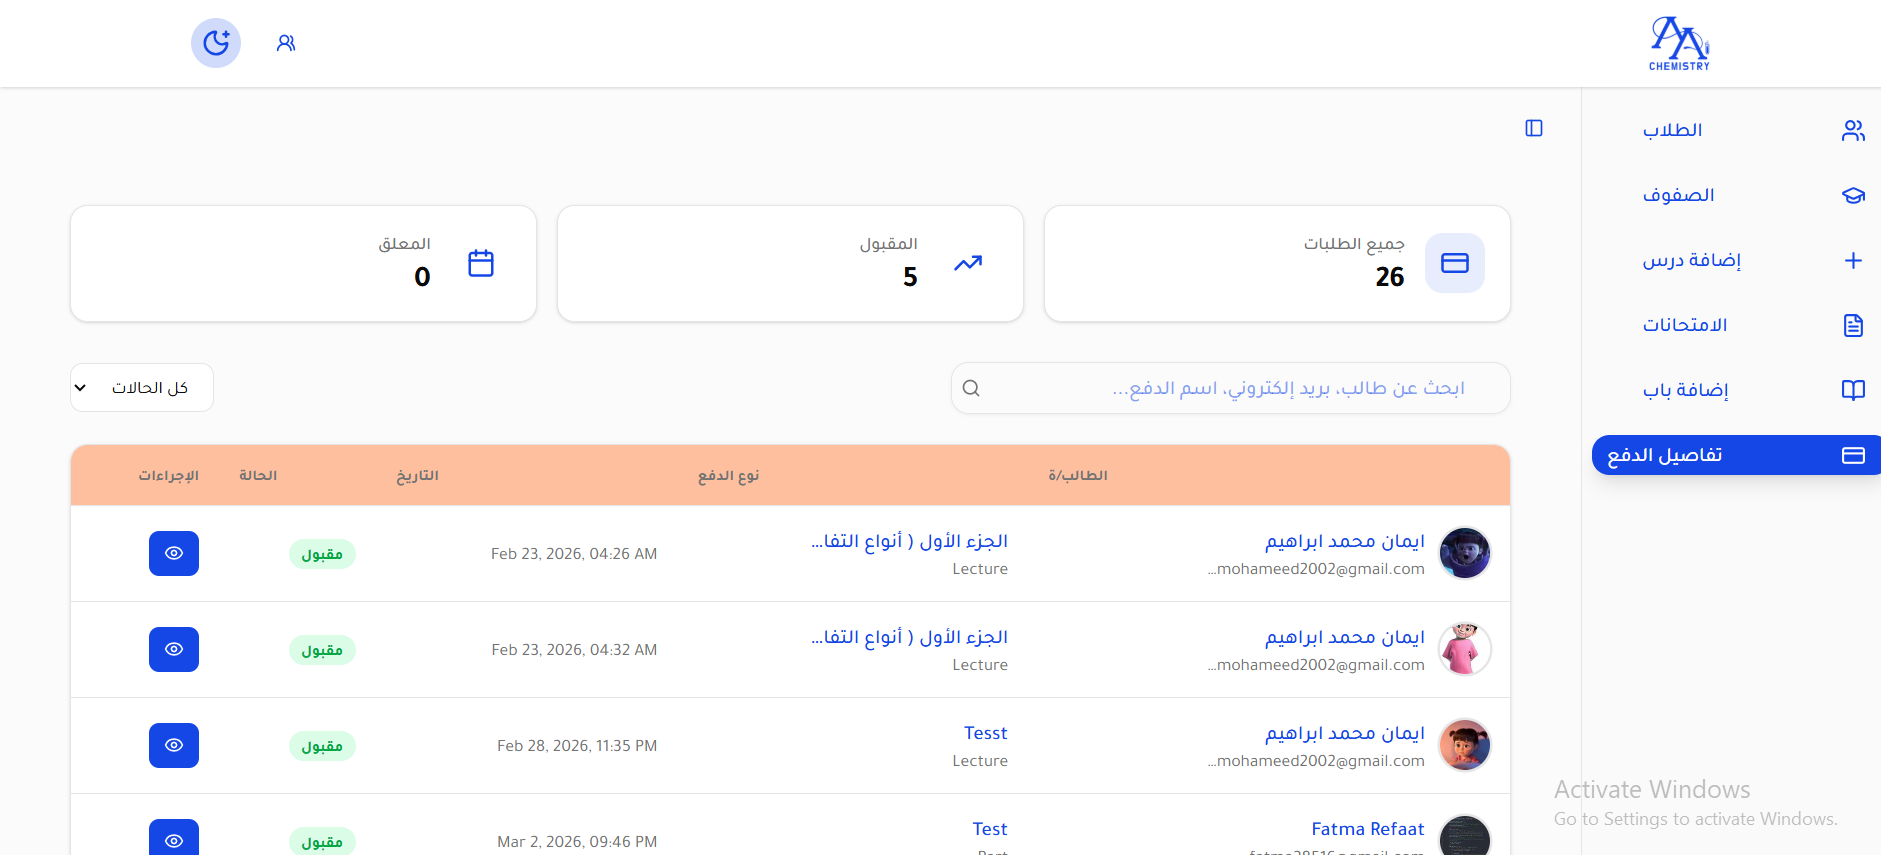 AA
CHEMISTRY
الطلاب
الصفوف
إضافة درس
الامتحانات
إضافة باب
تفاصيل الدفع
جميع الطلبات
26
المقبول
5
المعلق
0
ابحث عن طالب، بريد إلكتروني، اسم الدفع...
كل الحالات
الطالب/ة نوع الدفع التاريخ الحالة الإجراءات
ايمان محمد ابراهيم
mohameed2002@gmail.com...
الجزء الأول ( أنواع التفا...
Lecture
Feb 23, 2026, 04:26 AM
مقبول
ايمان محمد ابراهيم
mohameed2002@gmail.com...
الجزء الأول ( أنواع التفا...
Lecture
Feb 23, 2026, 04:32 AM
مقبول
ايمان محمد ابراهيم
mohameed2002@gmail.com...
Tesst
Lecture
Feb 28, 2026, 11:35 PM
مقبول
Fatma Refaat
Test
Mar 2, 2026, 09:46 PM
مقبول
Activate Windows
Go to Settings to activate Windows.